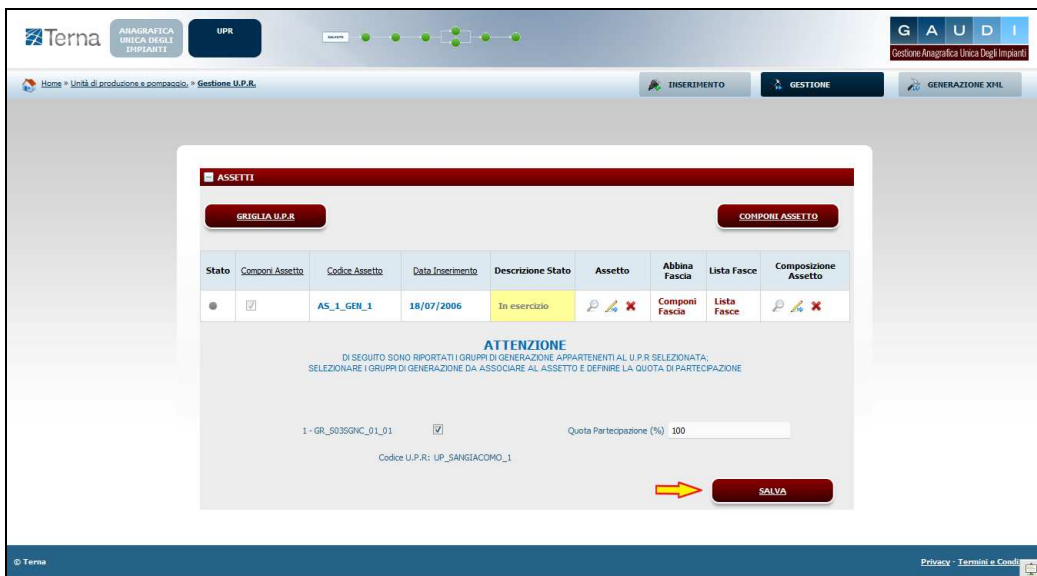 Terna
ANAGRAFICA
UNICA DEGLI
IMPIANTI
UPR
G A U D I
Gestione Anagrafica Unica Degli Impianti
Home » Unità di produzione e pompaggio. » Gestione U.P.R.
INSERIMENTO
GESTIONE
GENERAZIONE XML
ASSETTI
GRIGLIA U.P.R
COMPONI ASSETTO
Stato Componi Assetto Codice Assetto Data Inserimento Descrizione Stato Assetto Abbina Fascia Lista Fasce Composizione Assetto
AS_1_GEN_1 18/07/2006 In esercizio Componi Fascia Lista Fasce
ATTENZIONE
DI SEGUITO SONO RIPORTATI I GRUPPI DI GENERAZIONE APPARTENENTI AL U.P.R SELEZIONATA;
SELEZIONARE I GRUPPI DI GENERAZIONE DA ASSOCIARE AL ASSETTO E DEFINIRE LA QUOTA DI PARTECIPAZIONE
1 - GR_S03SGNC_01_01 Quota Partecipazione (%) 100
Codice U.P.R: UP_SANGIACOMO_1
SALVA
© Terna
Privacy - Termini e Condi